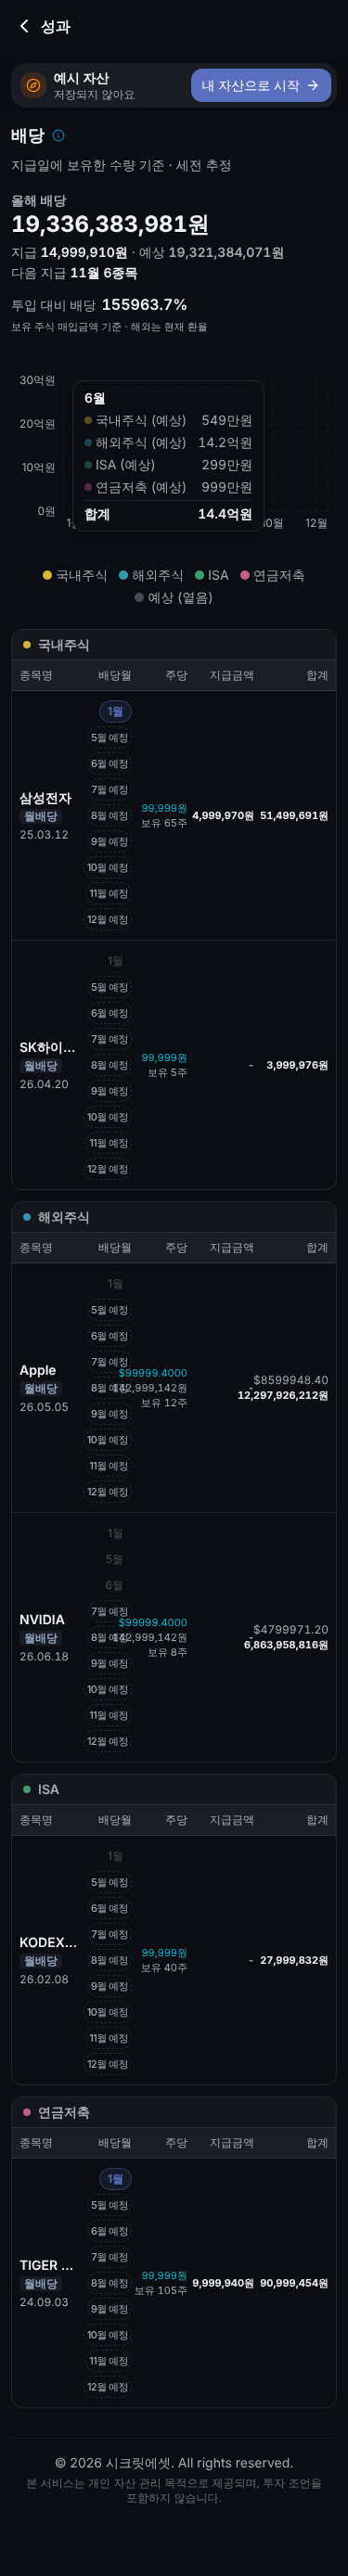 성과
예시 자산
저장되지 않아요
내 자산으로 시작
배당
지급일에 보유한 수량 기준 · 세전 추정
올해 배당
19,336,383,981원
지급 14,999,910원 · 예상 19,321,384,071원
다음 지급 11월 6종목
투입 대비 배당 155963.7%
보유 주식 매입금액 기준 · 해외는 현재 환율
30억원
20억원
10억원
0원
6월
국내주식 (예상) 549만원
해외주식 (예상) 14.2억원
ISA (예상) 299만원
연금저축 (예상) 999만원
합계 14.4억원
12월
국내주식 해외주식 ISA 연금저축
예상 (옅음)
국내주식
종목명 배당월 주당 지급금액 합계
삼성전자
월배당
25.03.12
1월
5월 예정
6월 예정
7월 예정
8월 예정
9월 예정
10월 예정
11월 예정
12월 예정
99,999원
보유 65주
4,999,970원
51,499,691원
SK하이...
월배당
26.04.20
1월
5월 예정
6월 예정
7월 예정
8월 예정
9월 예정
10월 예정
11월 예정
12월 예정
99,999원
보유 5주
-
3,999,976원
해외주식
종목명 배당월 주당 지급금액 합계
Apple
월배당
26.05.05
1월
5월 예정
6월 예정
7월 예정
8월 예정
9월 예정
10월 예정
11월 예정
12월 예정
$99999.4000
보유 12주
-
$8599948.40
12,297,926,212원
NVIDIA
월배당
26.06.18
1월
5월
6월
7월 예정
8월 예정
9월 예정
10월 예정
11월 예정
12월 예정
$99999.4000
보유 8주
-
$4799971.20
6,863,958,816원
ISA
종목명 배당월 주당 지급금액 합계
KODEX...
월배당
26.02.08
1월
5월 예정
6월 예정
7월 예정
8월 예정
9월 예정
10월 예정
11월 예정
12월 예정
99,999원
보유 40주
-
27,999,832원
연금저축
종목명 배당월 주당 지급금액 합계
TIGER ...
월배당
24.09.03
1월
5월 예정
6월 예정
7월 예정
8월 예정
9월 예정
10월 예정
11월 예정
12월 예정
99,999원
보유 105주
9,999,940원
90,999,454원
© 2026 시크릿에셋. All rights reserved.
본 서비스는 개인 자산 관리 목적으로 제공되며, 투자 조언을
포함하지 않습니다.